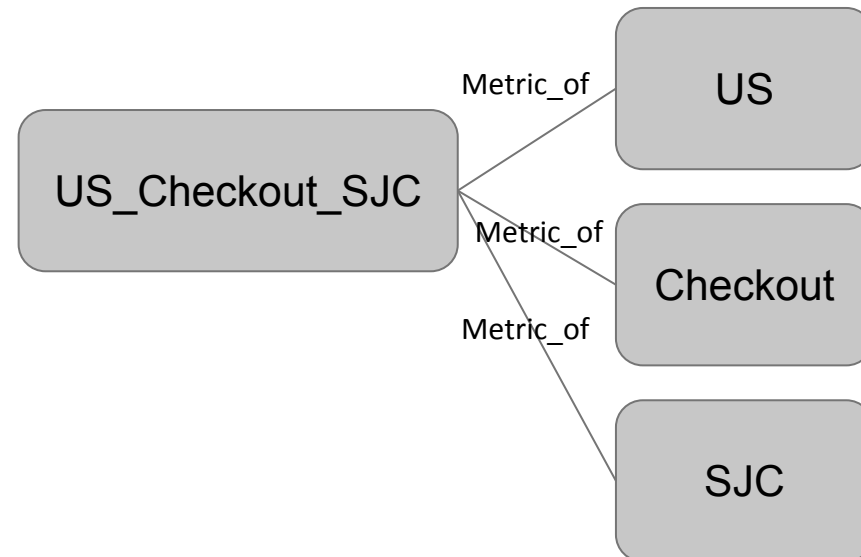 US_Checkout_SJC
Metric_of
US
Metric_of
Checkout
Metric_of
SJC